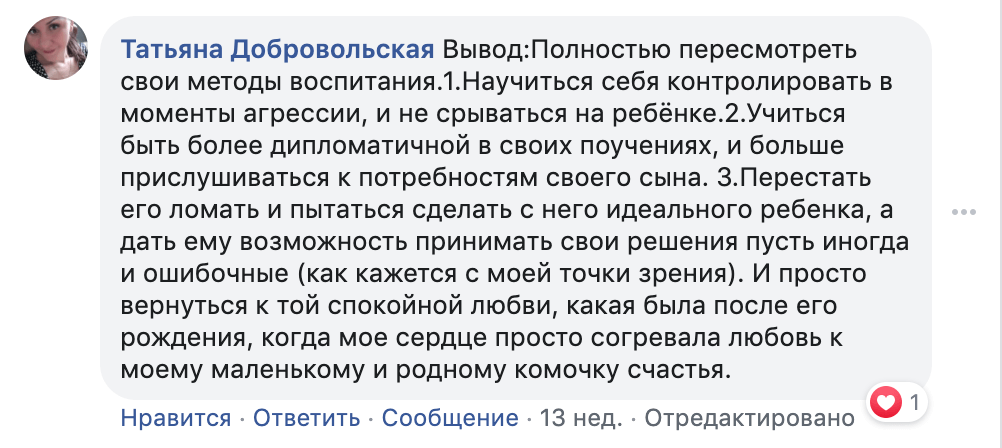 Татьяна Добровольская Вывод:Полностью пересмотреть
свои методы воспитания.1.Научиться себя контролировать в
моменты агрессии, и не срываться на ребёнке.2.Учиться
быть более дипломатичной в своих поучениях, и больше
прислушиваться к потребностям своего сына. 3.Перестать
его ломать и пытаться сделать с него идеального ребенка, а
дать ему возможность принимать свои решения пусть иногда
и ошибочные (как кажется с моей точки зрения). И просто
вернуться к той спокойной любви, какая была после его
рождения, когда мое сердце просто согревала любовь к
моему маленькому и родному комочку счастья.
1
Нравится · Ответить · Сообщение · 13 нед. · Отредактировано